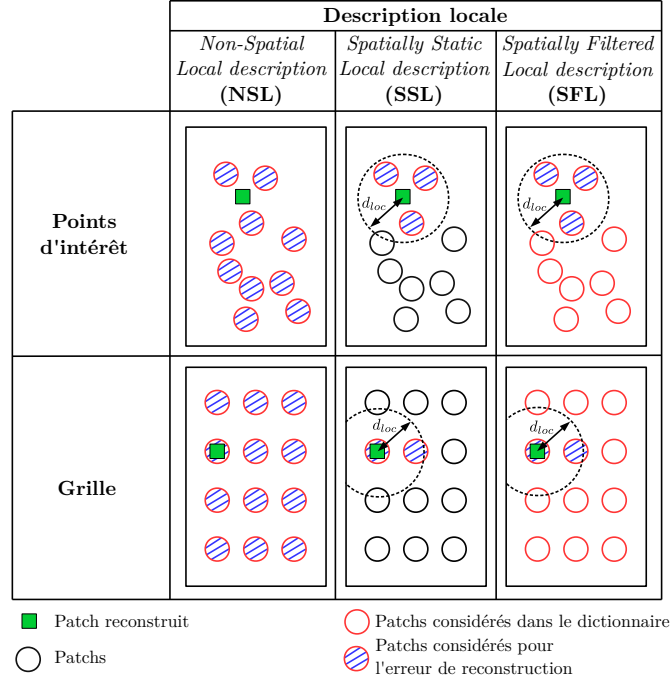 Description locale
Non-Spatial
Local description
(NSL)
Spatially Static
Local description
(SSL)
Spatially Filtered
Local description
(SFL)
Points
d'intérêt
d_loc
d_loc
Grille
d_loc
d_loc
Patch reconstruit
Patchs
Patchs considérés dans le dictionnaire
Patchs considérés pour
l'erreur de reconstruction